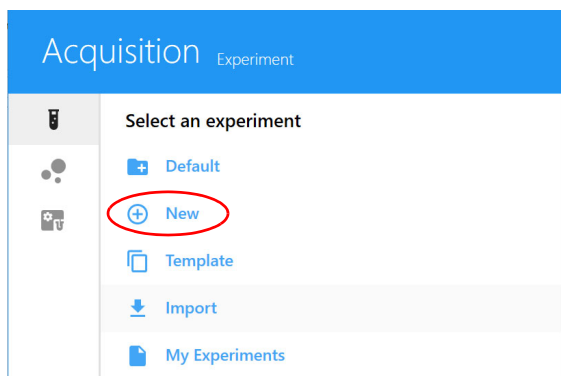 Acquisition Experiment
Select an experiment
Default
New
Template
Import
My Experiments